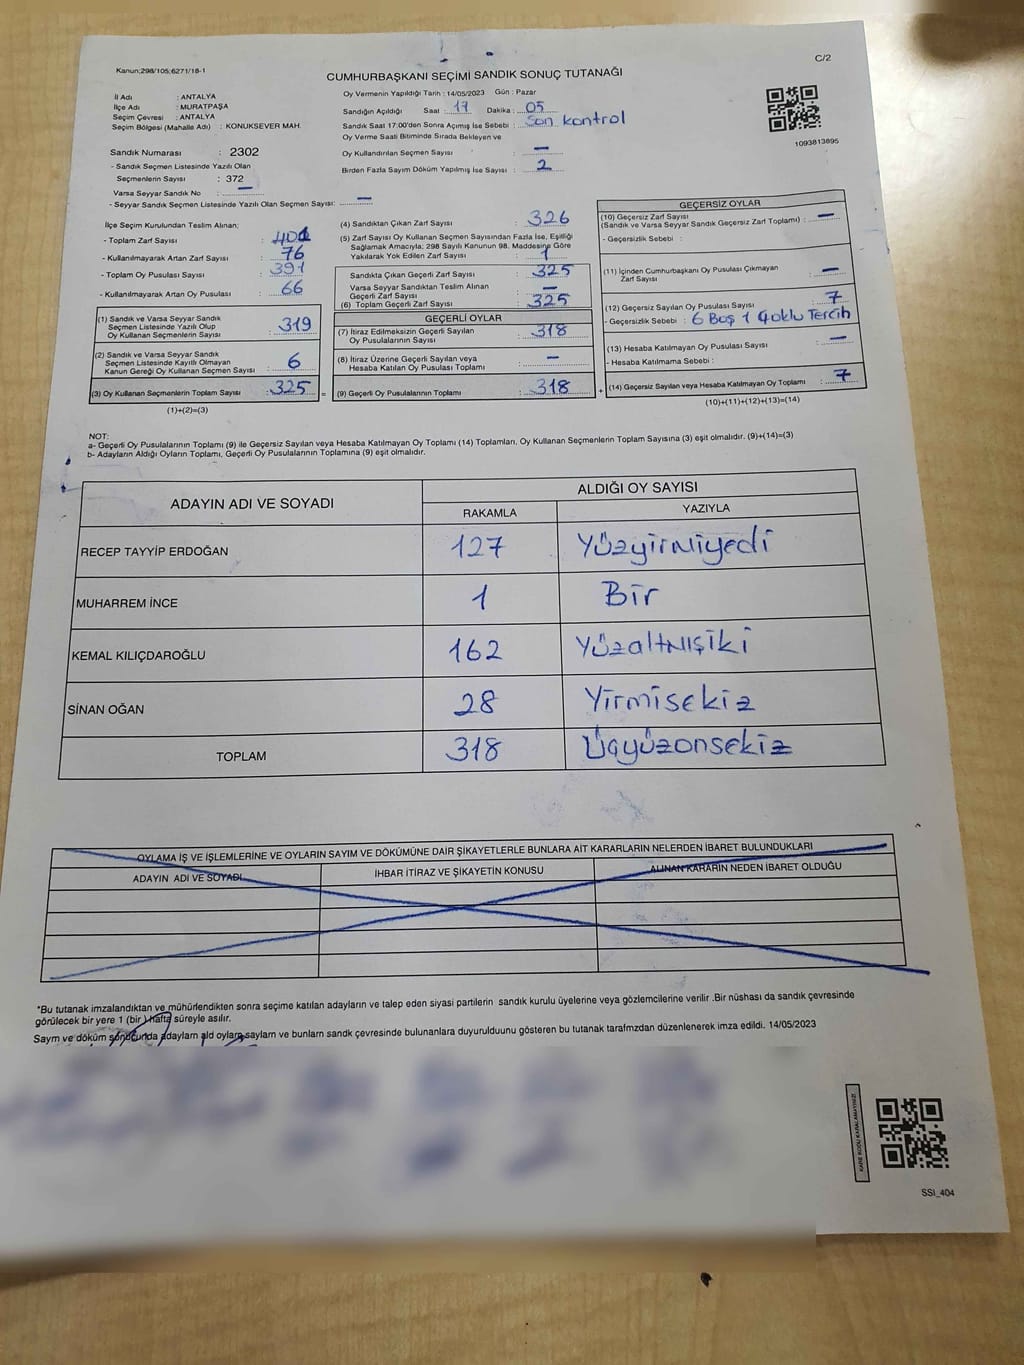 Kanun;298/105;6271/18-1
C/2
CUMHURBAŞKANI SEÇİMİ SANDIK SONUÇ TUTANAĞI
İl Adı : ANTALYA
İlçe Adı : MURATPAŞA
Seçim Çevresi : ANTALYA
Seçim Bölgesi (Mahalle Adı) : KONUKSEVER MAH.
Sandık Numarası : 2302
- Sandık Seçmen Listesinde Yazılı Olan
Seçmenlerin Sayısı : 372
Varsa Seyyar Sandık No : —
- Seyyar Sandık Seçmen Listesinde Yazılı Olan Seçmen Sayısı: —
Oy Vermenin Yapıldığı Tarih : 14/05/2023 Gün : Pazar
Sandığın Açıldığı Saat : 17 Dakika : 05
Sandık Saat 17:00'den Sonra Açımış İse Sebebi : Son kontrol
Oy Verme Saati Bitiminde Sırada Bekleyen ve
Oy Kullandırılan Seçmen Sayısı : —
Birden Fazla Sayım Döküm Yapılmış İse Sayısı : 2
1093813895
İlçe Seçim Kurulundan Teslim Alınan;
- Toplam Zarf Sayısı :
- Kullanılmayarak Artan Zarf Sayısı : 76
- Toplam Oy Pusulası Sayısı : 391
- Kullanılmayarak Artan Oy Pusulası : 66
(1) Sandık ve Varsa Seyyar Sandık
Seçmen Listesinde Yazılı Olup
Oy Kullanan Seçmenlerin Sayısı : 319
(2) Sandık ve Varsa Seyyar Sandık
Seçmen Listesinde Kayıtlı Olmayan
Kanun Gereği Oy Kullanan Seçmen Sayısı : 6
(3) Oy Kullanan Seçmenlerin Toplam Sayısı : 325
(1)+(2)=(3)
(4) Sandıktan Çıkan Zarf Sayısı : 326
(5) Zarf Sayısı Oy Kullanan Seçmen Sayısından Fazla İse, Eşitliği
Sağlamak Amacıyla; 298 Sayılı Kanunun 98. Maddesine Göre
Yakılarak Yok Edilen Zarf Sayısı : 1
Sandıkta Çıkan Geçerli Zarf Sayısı : 325
Varsa Seyyar Sandıktan Teslim Alınan
Geçerli Zarf Sayısı : —
(6) Toplam Geçerli Zarf Sayısı : 325
GEÇERLİ OYLAR
(7) İtiraz Edilmeksizin Geçerli Sayılan
Oy Pusulalarının Sayısı : 318
(8) İtiraz Üzerine Geçerli Sayılan veya
Hesaba Katılan Oy Pusulası Toplamı : —
= (9) Geçerli Oy Pusulalarının Toplamı : 318
GEÇERSİZ OYLAR
(10) Geçersiz Zarf Sayısı
(Sandık ve Varsa Seyyar Sandık Geçersiz Zarf Toplamı) : —
- Geçersizlik Sebebi :
(11) İçinden Cumhurbaşkanı Oy Pusulası Çıkmayan
Zarf Sayısı : —
(12) Geçersiz Sayılan Oy Pusulası Sayısı : 7
- Geçersizlik Sebebi : 6 Boş 1 Çoklu Tercih
(13) Hesaba Katılmayan Oy Pusulası Sayısı : —
- Hesaba Katılmama Sebebi :
+ (14) Geçersiz Sayılan veya Hesaba Katılmayan Oy Toplamı : 7
(10)+(11)+(12)+(13)=(14)
NOT:
a- Geçerli Oy Pusulalarının Toplamı (9) ile Geçersiz Sayılan veya Hesaba Katılmayan Oy Toplamı (14) Toplamları, Oy Kullanan Seçmenlerin Toplam Sayısına (3) eşit olmalıdır. (9)+(14)=(3)
b- Adayların Aldığı Oyların Toplamı, Geçerli Oy Pusulalarının Toplamına (9) eşit olmalıdır.
ADAYIN ADI VE SOYADI
ALDIĞI OY SAYISI
RAKAMLA YAZIYLA
RECEP TAYYİP ERDOĞAN 127 Yüzyirmiyedi
MUHARREM İNCE 1 Bir
KEMAL KILIÇDAROĞLU 162 Yüzaltmışiki
SİNAN OĞAN 28 Yirmisekiz
TOPLAM 318 Üçyüzonsekiz
OYLAMA İŞ VE İŞLEMLERİNE VE OYLARIN SAYIM VE DÖKÜMÜNE DAİR ŞİKAYETLERLE BUNLARA AİT KARARLARIN NELERDEN İBARET BULUNDUKLARI
ADAYIN ADI VE SOYADI İHBAR İTİRAZ VE ŞİKAYETİN KONUSU ALINAN KARARIN NEDEN İBARET OLDUĞU
*Bu tutanak imzalandıktan ve mühürlendikten sonra seçime katılan adayların ve talep eden siyasi partilerin sandık kurulu üyelerine veya gözlemcilerine verilir .Bir nüshası da sandık çevresinde
görülecek bir yere 1 (bir ) hafta süreyle asılır.
Saym ve döküm sonucunda adaylarn ald oylarn saylarn ve bunlarn sandk çevresinde bulunanlara duyurulduunu gösteren bu tutanak tarafmzdan düzenlenerek imza edildi. 14/05/2023
KARE KODU KARALAMAYINIZ!
SSI_404